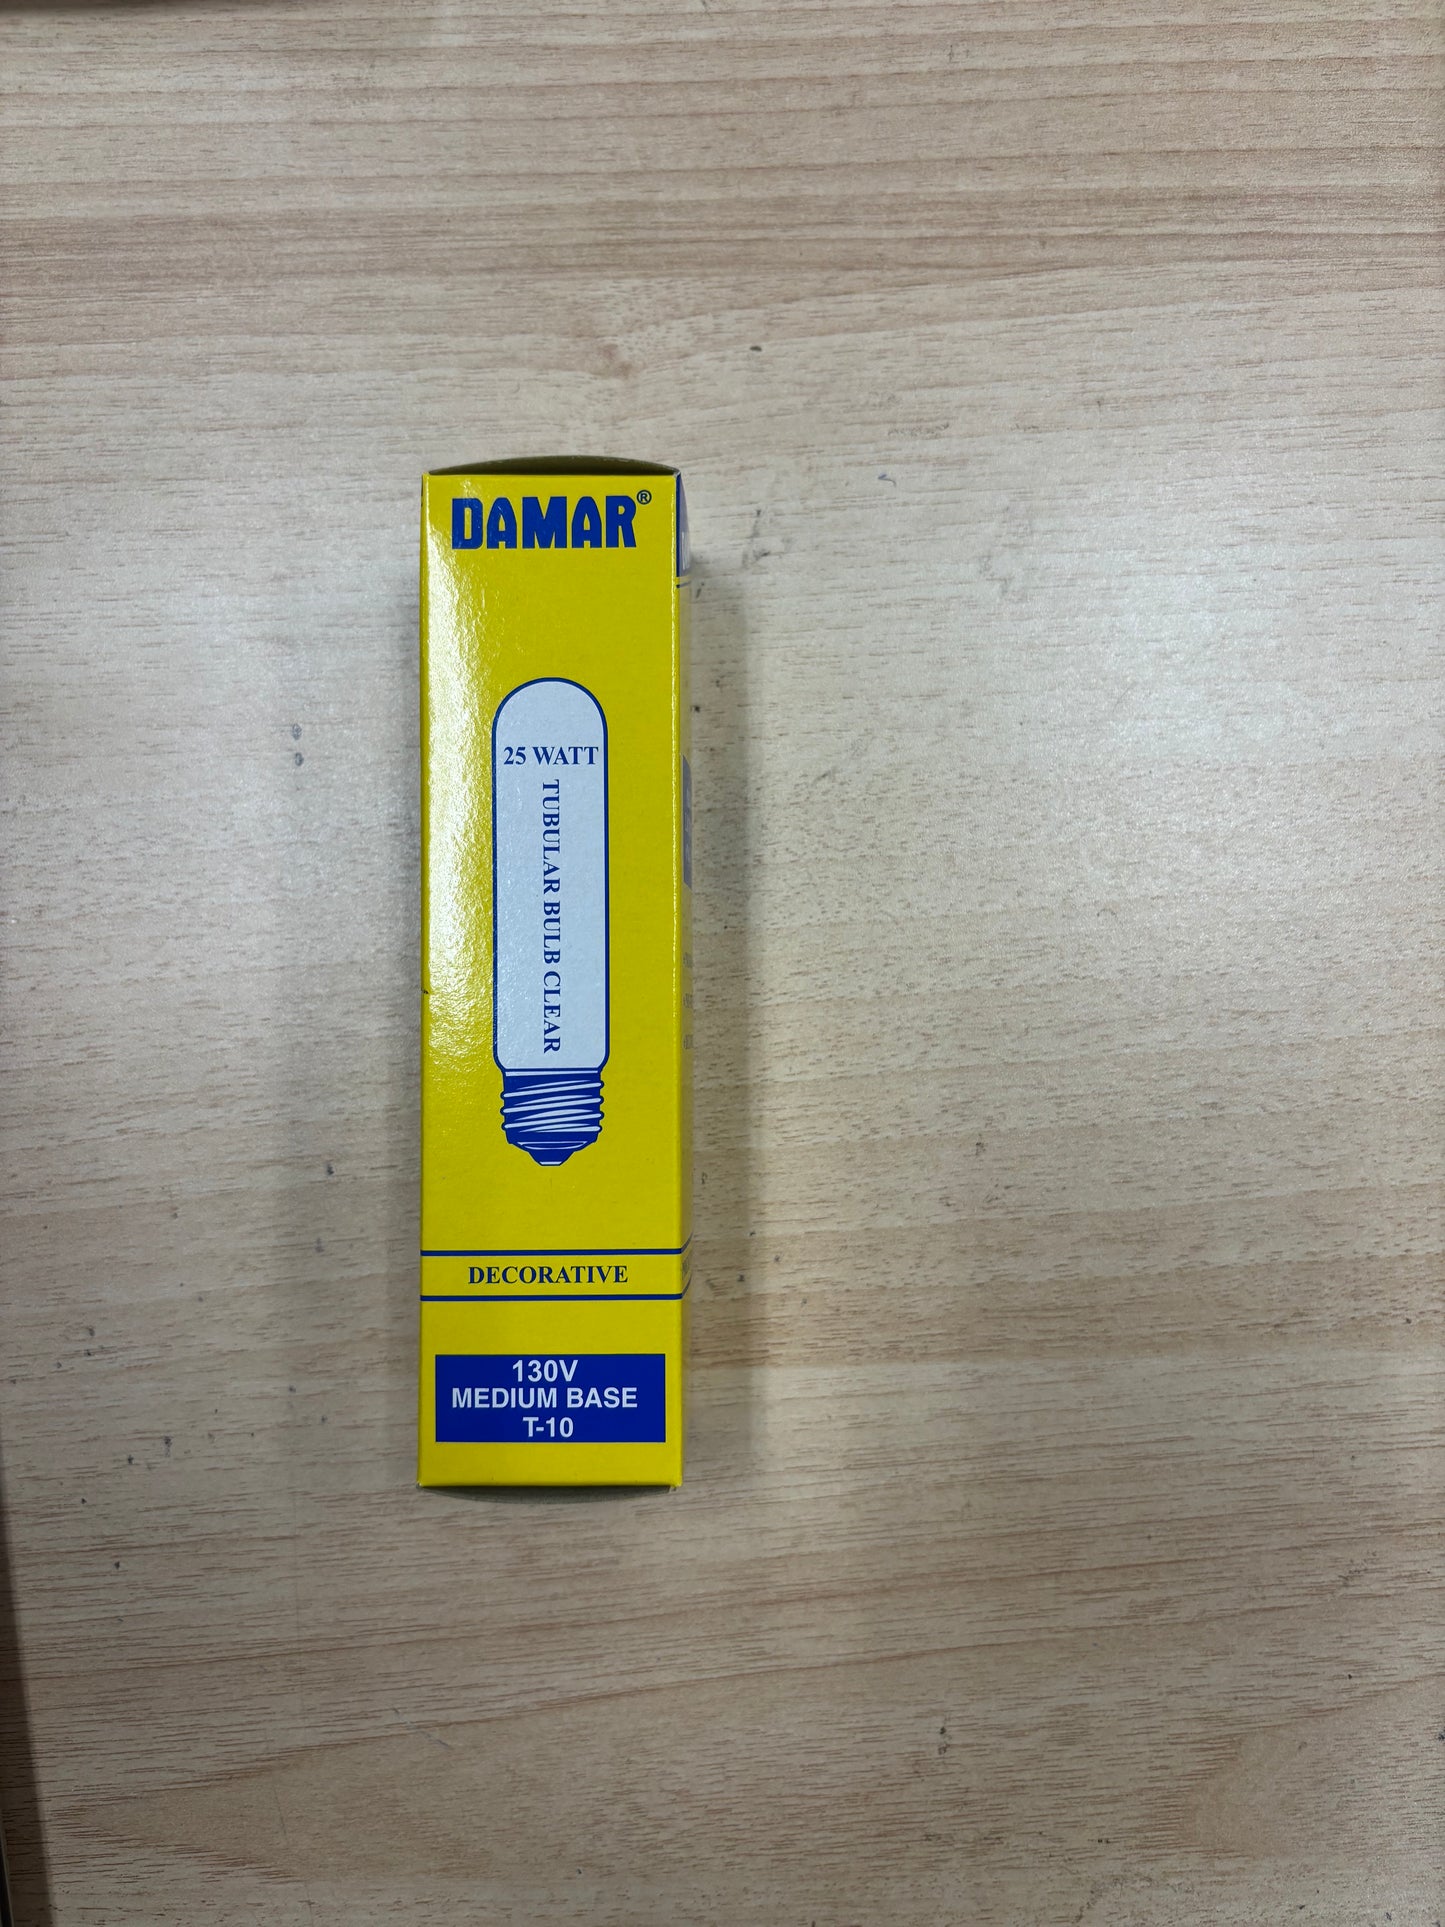 DAMAR®
25 WATT
TUBULAR BULB CLEAR
DECORATIVE
130V
MEDIUM BASE
T-10